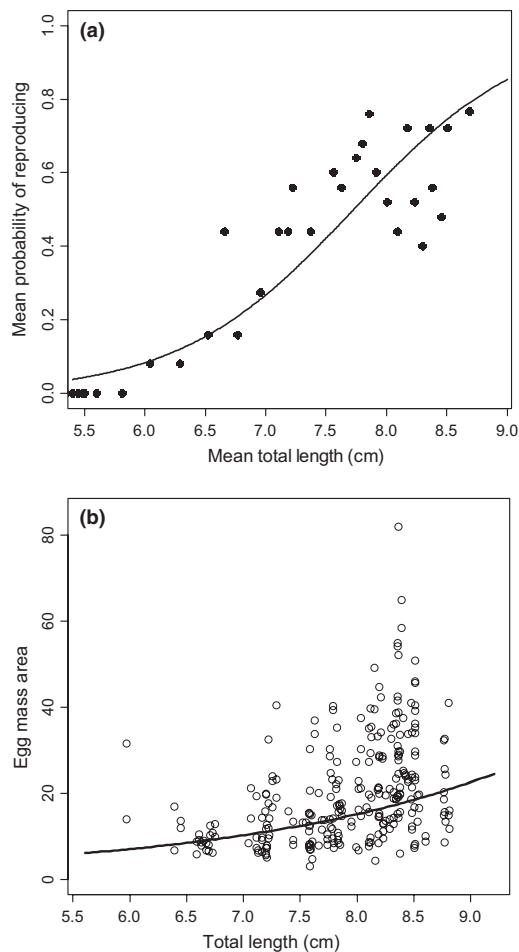 (a)
Mean probability of reproducing
1.0
0.8
0.6
0.4
0.2
0.0
5.5 6.0 6.5 7.0 7.5 8.0 8.5 9.0
Mean total length (cm)
(b)
Egg mass area
80
60
40
20
0
5.5 6.0 6.5 7.0 7.5 8.0 8.5 9.0
Total length (cm)